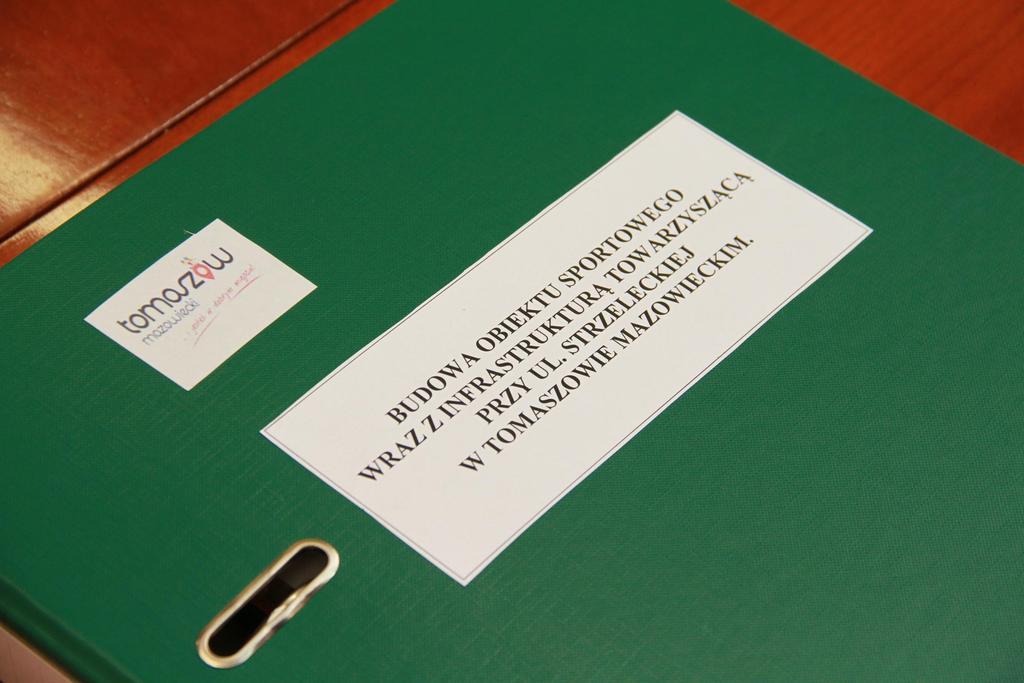 tomaszów
mazowiecki
BUDOWA OBIEKTU SPORTOWEGO
WRAZ Z INFRASTRUKTURĄ TOWARZYSZĄCĄ
PRZY UL. STRZELECKIEJ
W TOMASZOWIE MAZOWIECKIM.